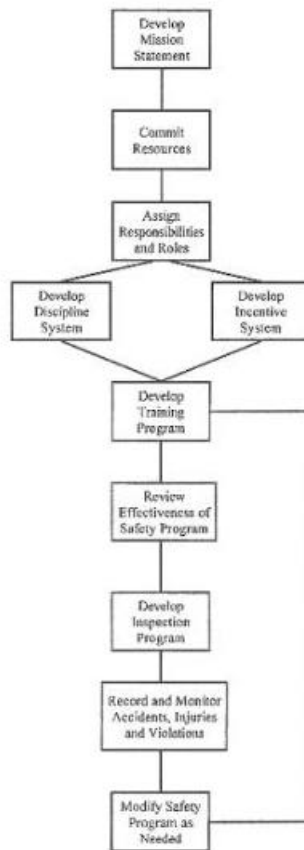 Develop
Mission
Statement
Commit
Resources
Assign
Responsibilities
and Roles
Develop
Discipline
System
Develop
Incentive
System
Develop
Training
Program
Review
Effectiveness of
Safety Program
Develop
Inspection
Program
Record and Monitor
Accidents, Injuries
and Violations
Modify Safety
Program as
Needed